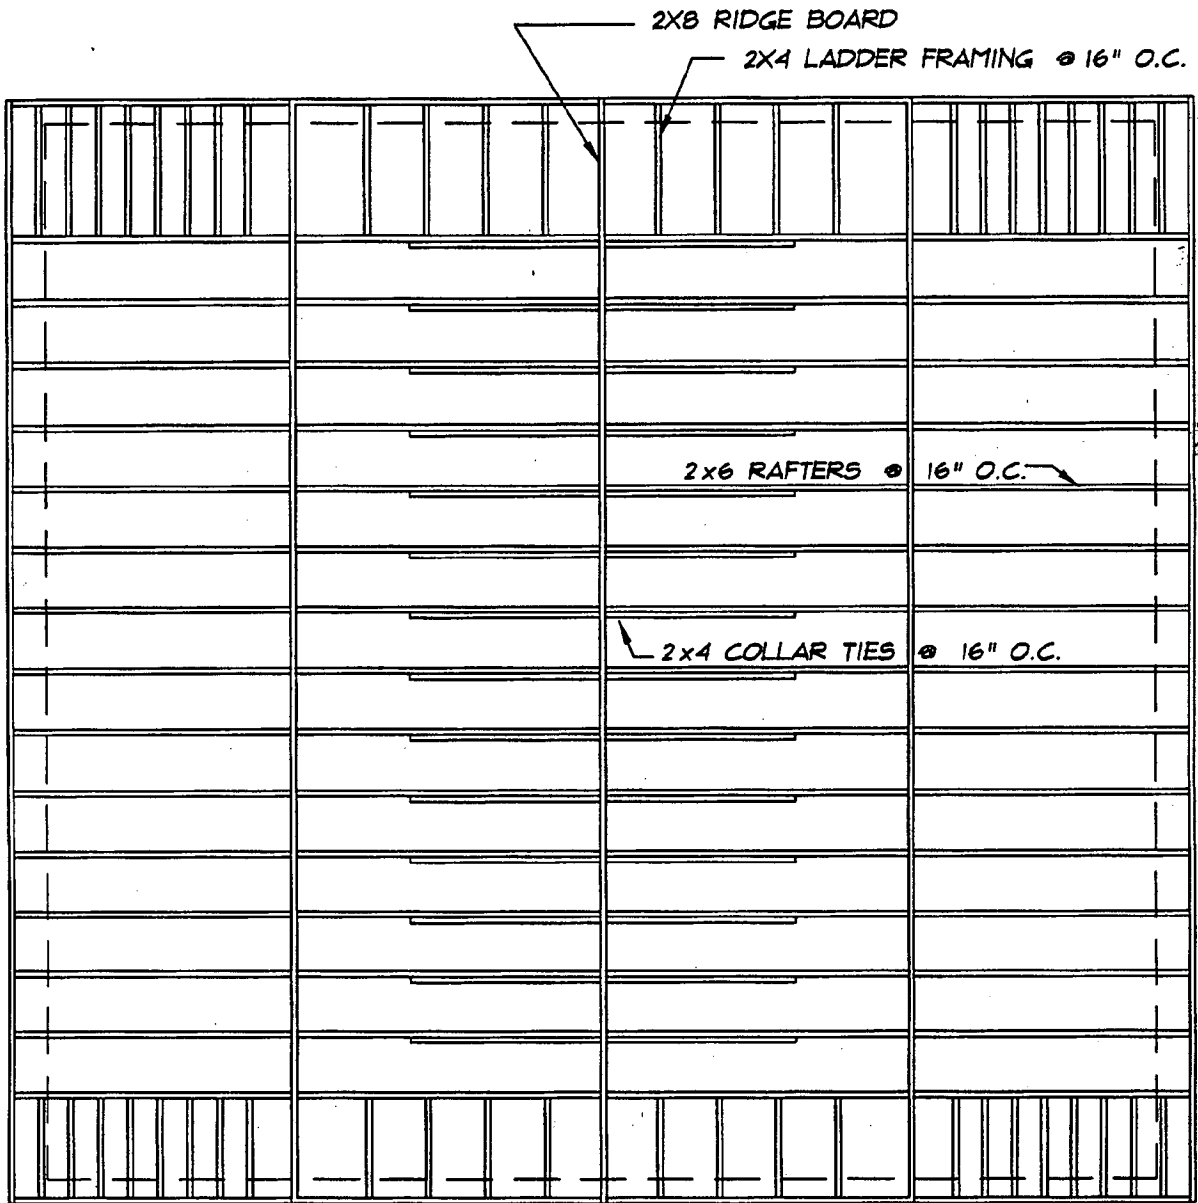 2X8 RIDGE BOARD
2X4 LADDER FRAMING @ 16" O.C.
2x6 RAFTERS @ 16" O.C.
2x4 COLLAR TIES @ 16" O.C.